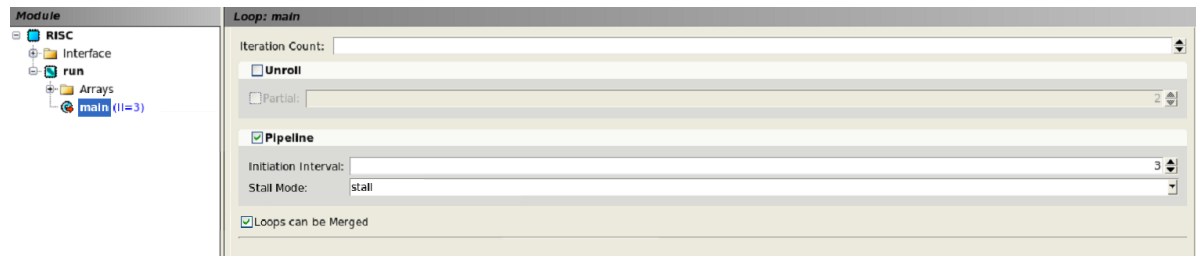 Module
RISC
Interface
run
Arrays
main (II=3)
Loop: main
Iteration Count:
Unroll
Partial: 2
Pipeline
Initiation Interval: 3
Stall Mode: stall
Loops can be Merged